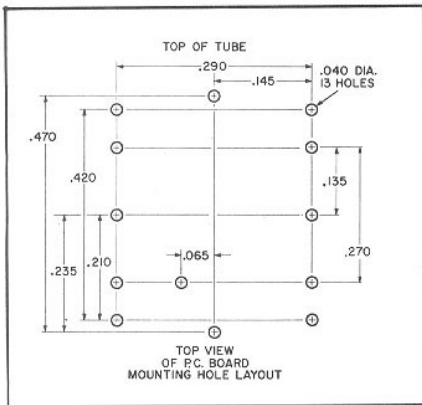 TOP OF TUBE
.290
.145
.040 DIA.
13 HOLES
.470
.420
.135
.270
.235
.210
.065
TOP VIEW
OF P.C. BOARD
MOUNTING HOLE LAYOUT